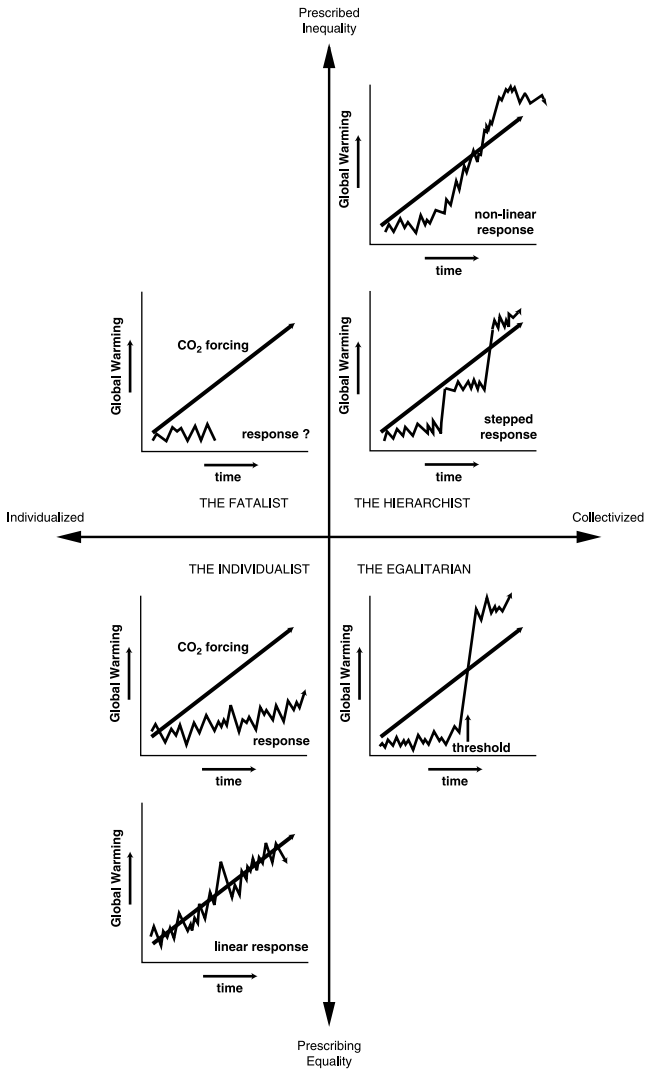 Prescribed
Inequality
Global Warming
non-linear
response
time
Global Warming
CO₂ forcing
response ?
time
Global Warming
stepped
response
time
THE FATALIST
THE HIERARCHIST
Individualized
Collectivized
THE INDIVIDUALIST
THE EGALITARIAN
Global Warming
CO₂ forcing
response
time
Global Warming
threshold
time
Global Warming
linear response
time
Prescribing
Equality